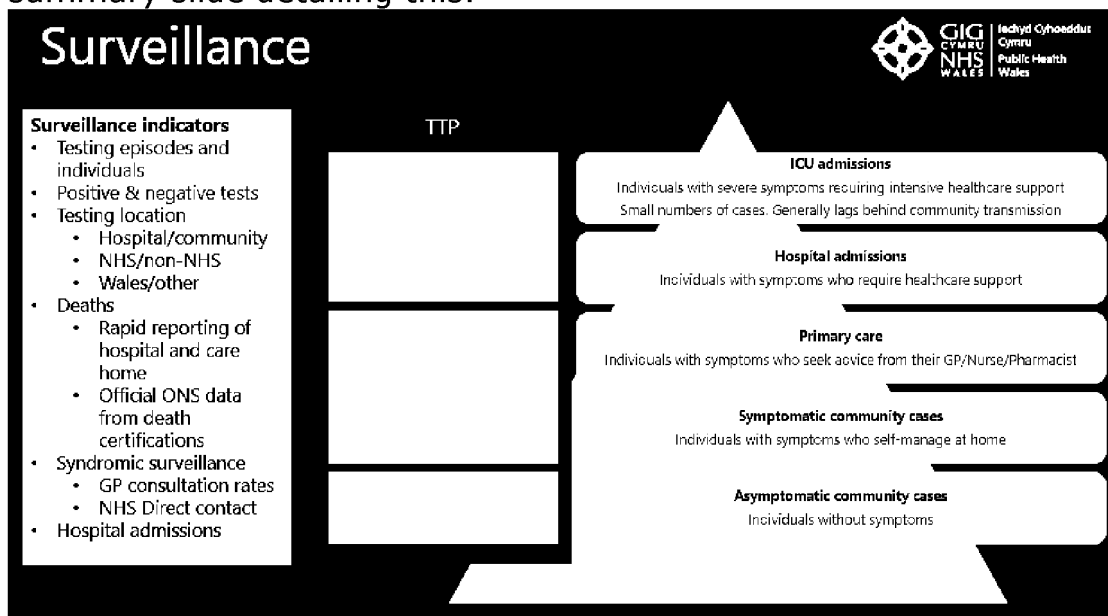 Surveillance
GIG
CYMRU
NHS
WALES
Iechyd Cyhoeddus
Cymru
Public Health
Wales
Surveillance indicators
• Testing episodes and
individuals
• Positive & negative tests
• Testing location
• Hospital/community
• NHS/non-NHS
• Wales/other
• Deaths
• Rapid reporting of
hospital and care
home
• Official ONS data
from death
certifications
• Syndromic surveillance
• GP consultation rates
• NHS Direct contact
• Hospital admissions
TTP
ICU admissions
Individuals with severe symptoms requiring intensive healthcare support
Small numbers of cases. Generally lags behind community transmission
Hospital admissions
Individuals with symptoms who require healthcare support
Primary care
Individuals with symptoms who seek advice from their GP/Nurse/Pharmacist
Symptomatic community cases
Individuals with symptoms who self-manage at home
Asymptomatic community cases
Individuals without symptoms